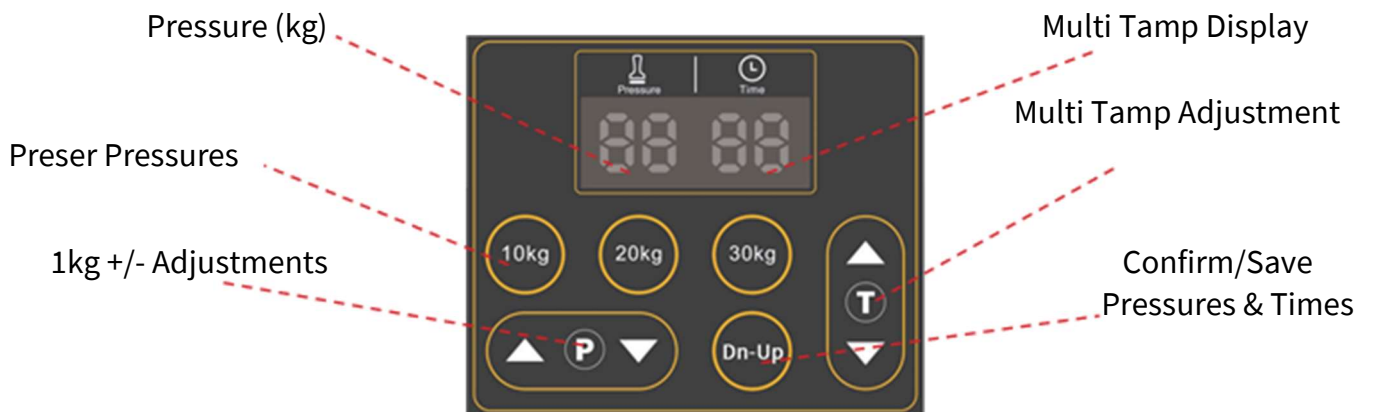 Pressure (kg)
Multi Tamp Display
Pressure
Time
88 88
Multi Tamp Adjustment
Preser Pressures
10kg
20kg
30kg
1kg +/- Adjustments
T
Confirm/Save
Pressures & Times
P
Dn-Up